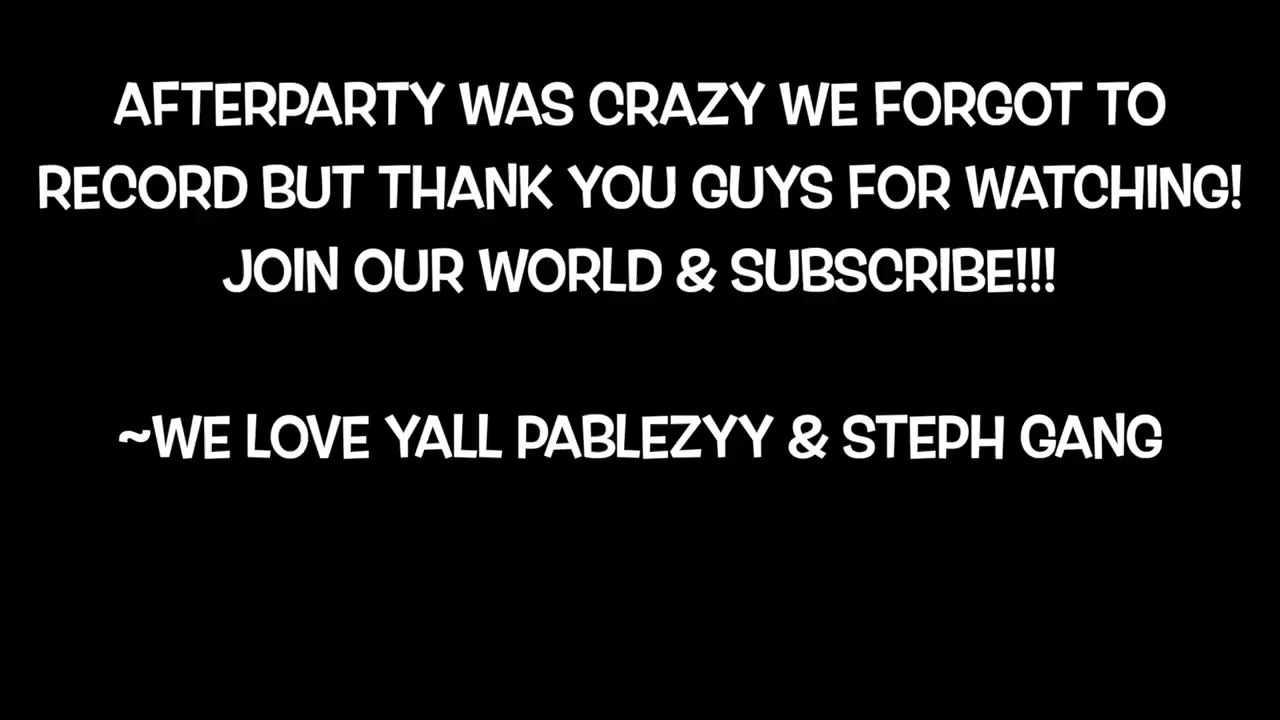 AFTERPARTY WAS CRAZY WE FORGOT TO
RECORD BUT THANK YOU GUYS FOR WATCHING!
JOIN OUR WORLD & SUBSCRIBE!!!
~WE LOVE YALL PABLEZYY & STEPH GANG